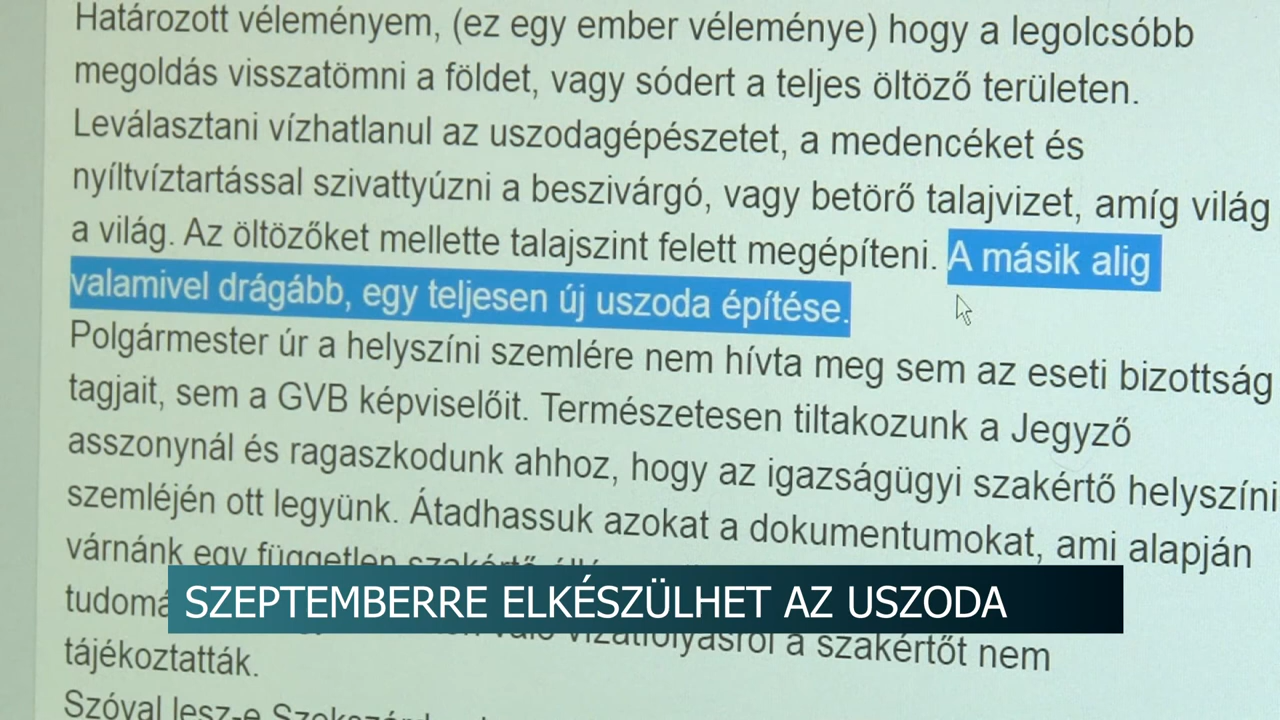 Határozott véleményem, (ez egy ember véleménye) hogy a legolcsóbb
megoldás visszatömni a földet, vagy sódert a teljes öltöző területen.
Leválasztani vízhatlanul az uszodagépészetet, a medencéket és
nyíltvíztartással szivattyúzni a beszivárgó, vagy betörő talajvizet, amíg világ
a világ. Az öltözőket mellette talajszint felett megépíteni. A másik alig
valamivel drágább, egy teljesen új uszoda építése.
Polgármester úr a helyszíni szemlére nem hívta meg sem az eseti bizottság
tagjait, sem a GVB képviselőit. Természetesen tiltakozunk a Jegyző
asszonynál és ragaszkodunk ahhoz, hogy az igazságügyi szakértő helyszíni
szemléjén ott legyünk. Átadhassuk azokat a dokumentumokat, ami alapján
várnánk egy független szakértő
SZEPTEMBERRE ELKÉSZÜLHET AZ USZODA
vízátfolyásról a szakértőt nem
tájékoztatták.
Szóval lesz-e